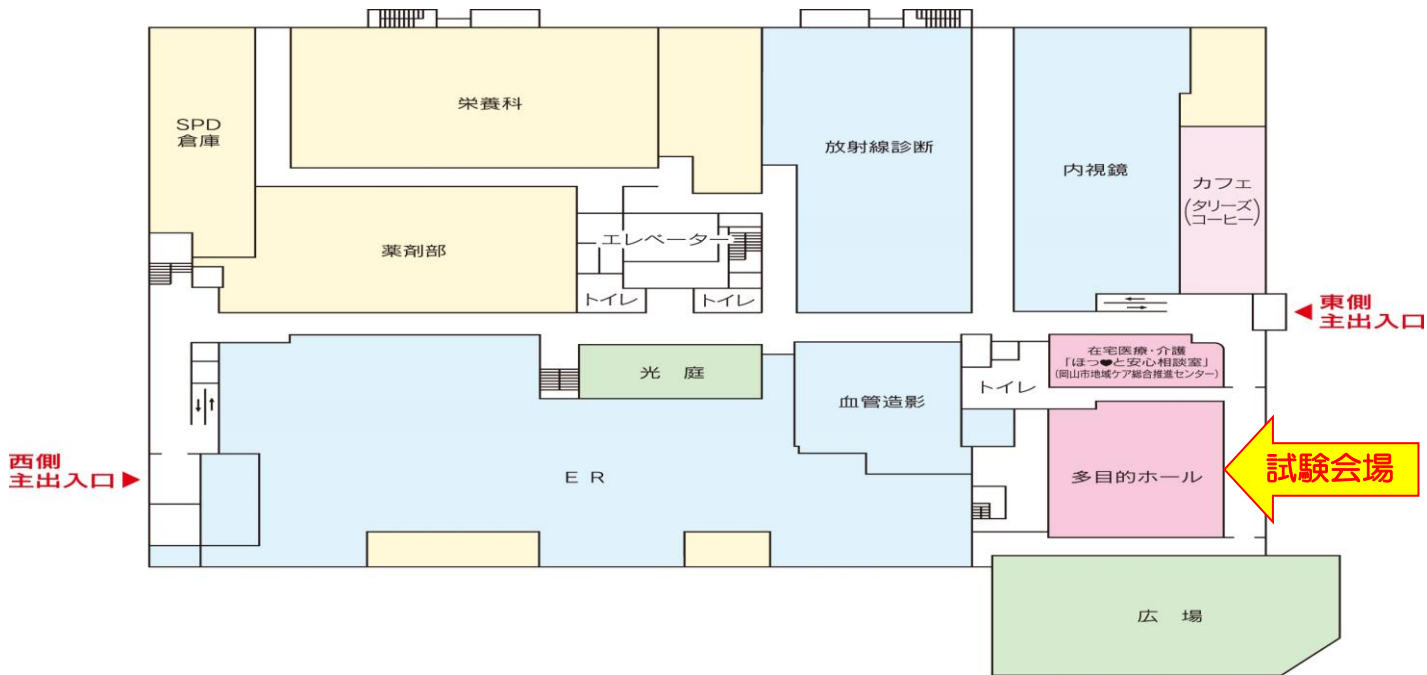 栄養科
SPD
倉庫
放射線診断
内視鏡
カフェ
(タリーズ
コーヒー)
エレベーター
薬剤部
トイレ
トイレ
東側
主出入口
在宅医療・介護
「ほっ♥と安心相談室」
(岡山市地域ケア総合推進センター)
光 庭
トイレ
血管造影
西側
主出入口
ER
多目的ホール
試験会場
広 場